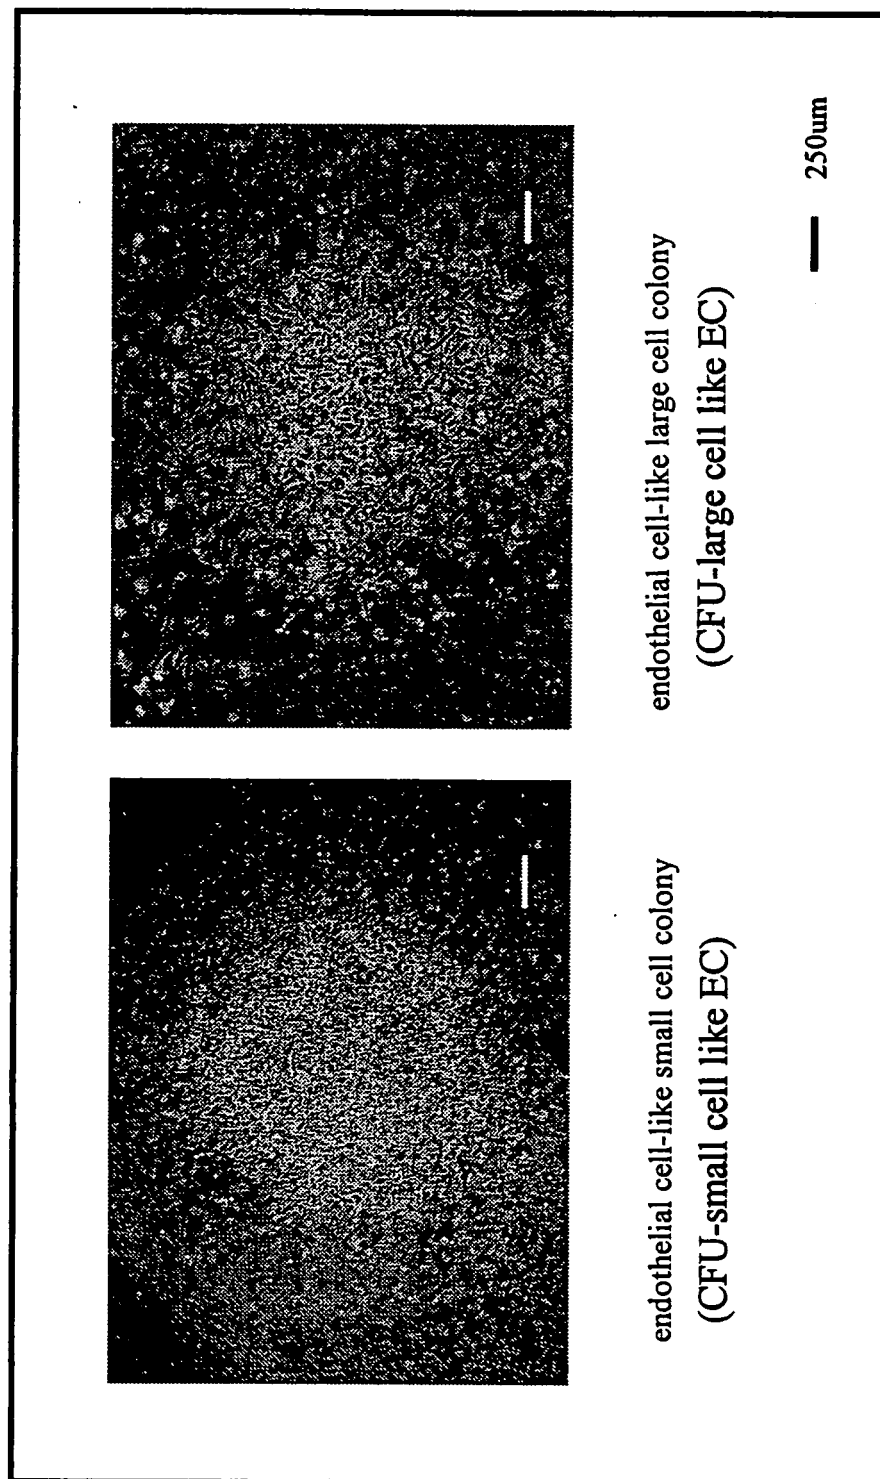 endothelial cell-like small cell colony
(CFU-small cell like EC)
endothelial cell-like large cell colony
(CFU-large cell like EC)
250um